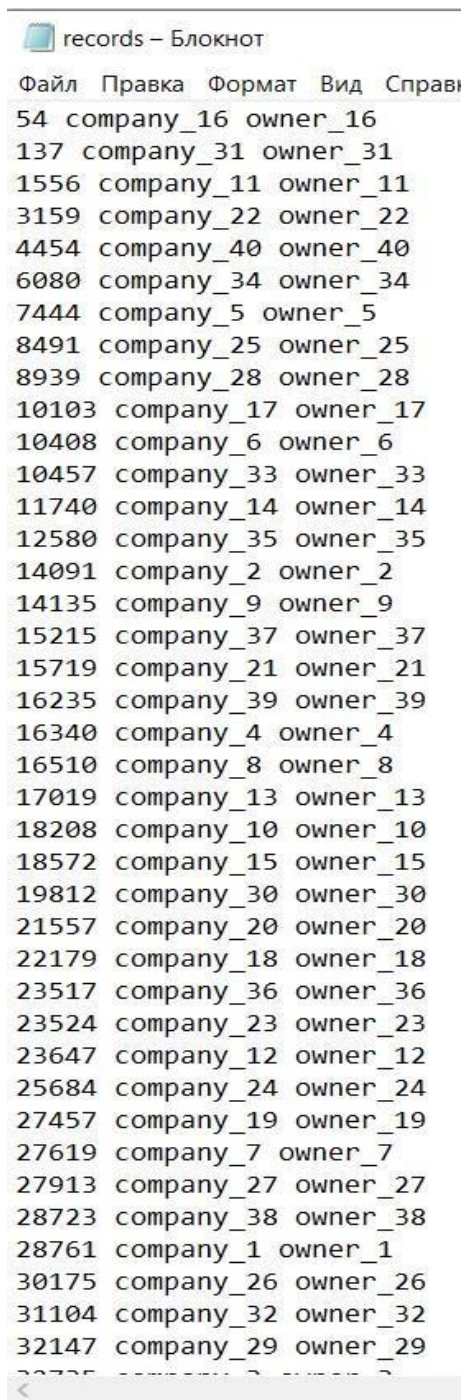 records – Блокнот
Файл Правка Формат Вид
54 company_16 owner_16
137 company_31 owner_31
1556 company_11 owner_11
3159 company_22 owner_22
4454 company_40 owner_40
6080 company_34 owner_34
7444 company_5 owner_5
8491 company_25 owner_25
8939 company_28 owner_28
10103 company_17 owner_17
10408 company_6 owner_6
10457 company_33 owner_33
11740 company_14 owner_14
12580 company_35 owner_35
14091 company_2 owner_2
14135 company_9 owner_9
15215 company_37 owner_37
15719 company_21 owner_21
16235 company_39 owner_39
16340 company_4 owner_4
16510 company_8 owner_8
17019 company_13 owner_13
18208 company_10 owner_10
18572 company_15 owner_15
19812 company_30 owner_30
21557 company_20 owner_20
22179 company_18 owner_18
23517 company_36 owner_36
23524 company_23 owner_23
23647 company_12 owner_12
25684 company_24 owner_24
27457 company_19 owner_19
27619 company_7 owner_7
27913 company_27 owner_27
28723 company_38 owner_38
28761 company_1 owner_1
30175 company_26 owner_26
31104 company_32 owner_32
32147 company_29 owner_29